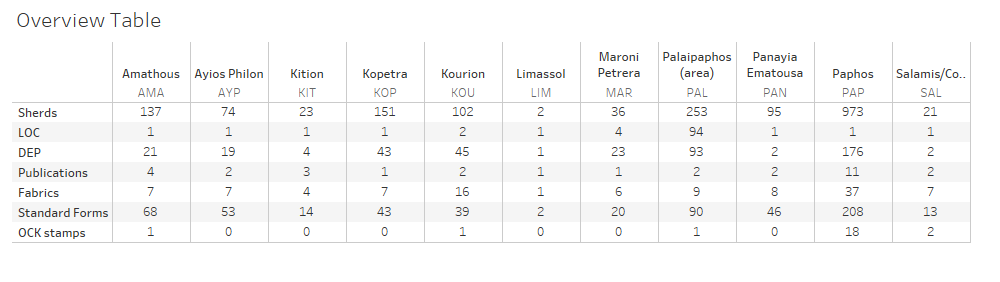 Overview Table
Maroni Palaipaphos Panayia
Amathous Ayios Philon Kition Kopetra Kourion Limassol Petrera (area) Ematousa Paphos Salamis/Co..
AMA AYP KIT KOP KOU LIM MAR PAL PAN PAP SAL
Sherds 137 74 23 151 102 2 36 253 95 973 21
LOC 1 1 1 1 2 1 4 94 1 1 1
DEP 21 19 4 43 45 1 23 93 2 176 2
Publications 4 2 3 1 2 1 1 2 2 11 2
Fabrics 7 7 4 7 16 1 6 9 8 37 7
Standard Forms 68 53 14 43 39 2 20 90 46 208 13
OCK stamps 1 0 0 0 1 0 0 1 0 18 2